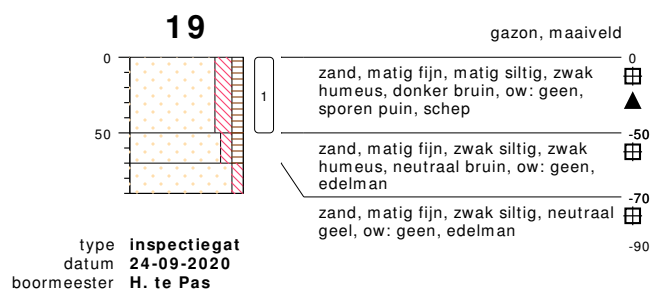 19
gazon, maaiveld
0
0
zand, matig fijn, matig siltig, zwak
humeus, donker bruin, ow: geen,
sporen puin, schep
1
50
-50
zand, matig fijn, zwak siltig, zwak
humeus, neutraal bruin, ow: geen,
edelman
-70
zand, matig fijn, zwak siltig, neutraal
geel, ow: geen, edelman
-90
type inspectiegat
datum 24-09-2020
boormeester H. te Pas